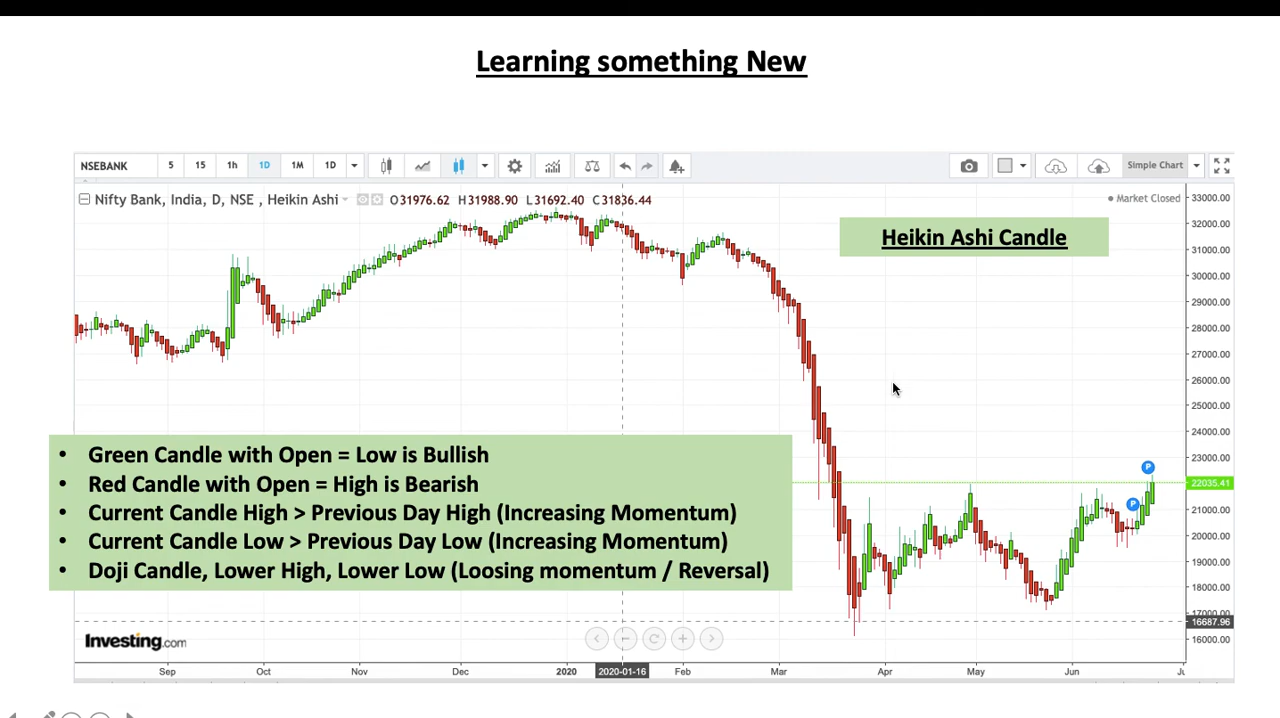 Learning something New
NSEBANK 5 15 1h 1D 1M 1D Simple Chart
Nifty Bank, India, D, NSE , Heikin Ashi O31976.62 H31988.90 L31692.40 C31836.44
Market Closed
33000.00
32000.00
Heikin Ashi Candle
31000.00
30000.00
29000.00
28000.00
27000.00
26000.00
25000.00
24000.00
• Green Candle with Open = Low is Bullish
23000.00
P
• Red Candle with Open = High is Bearish
22035.41
P
• Current Candle High > Previous Day High (Increasing Momentum)
21000.00
• Current Candle Low > Previous Day Low (Increasing Momentum)
20000.00
19000.00
• Doji Candle, Lower High, Lower Low (Loosing momentum / Reversal)
18000.00
17000.00
16687.96
Investing.com
16000.00
Sep Oct Nov Dec 2020 2020-01-16 Feb Mar Apr May Jun